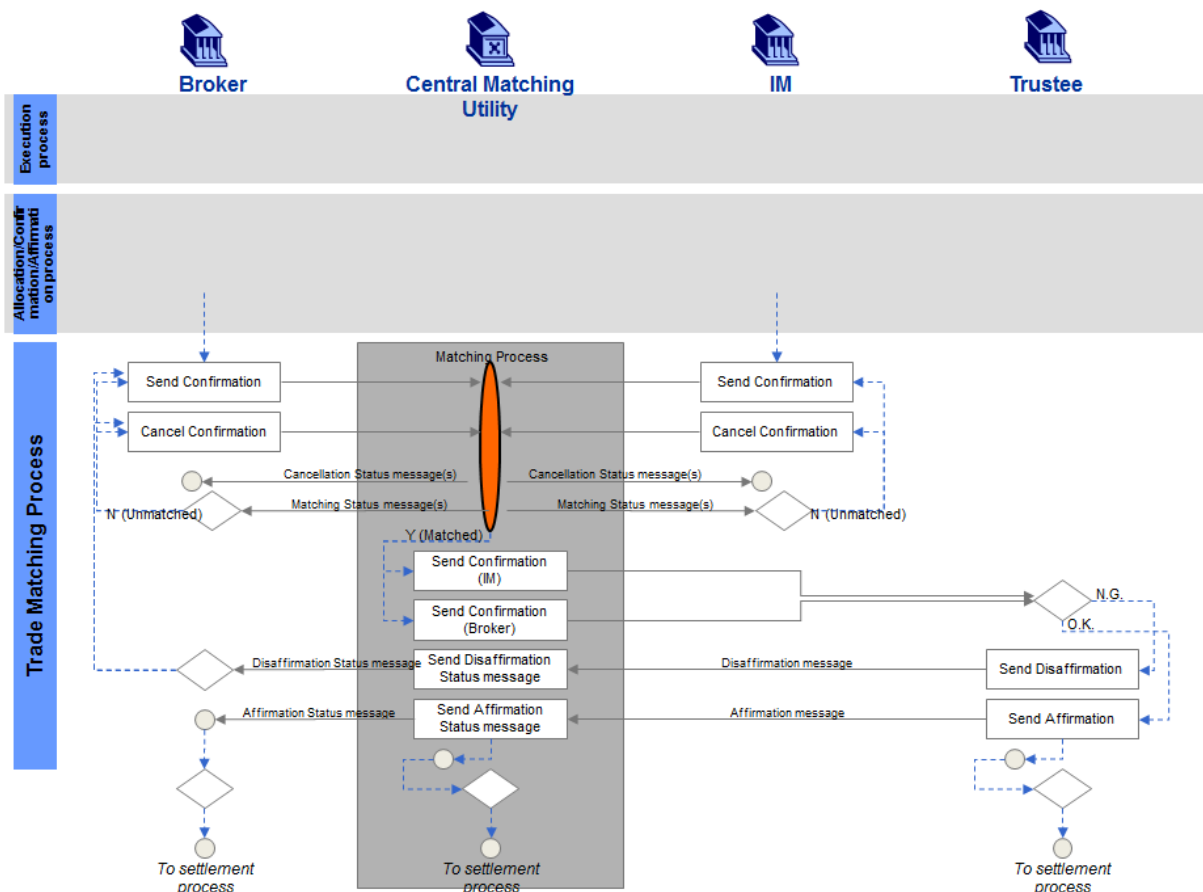 Broker
Central Matching
Utility
IM
Trustee
Execution
process
Allocation/Confir
mation/Affirmati
on process
Trade Matching Process
Matching Process
Send Confirmation
Send Confirmation
Cancel Confirmation
Cancel Confirmation
Cancellation Status message(s)
Cancellation Status message(s)
N (Unmatched)
Matching Status message(s)
Matching Status message(s)
N (Unmatched)
Y (Matched)
Send Confirmation
(IM)
N.G.
Send Confirmation
(Broker)
O.K.
Disaffirmation Status message
Send Disaffirmation
Status message
Disaffirmation message
Send Disaffirmation
Affirmation Status message
Send Affirmation
Status message
Affirmation message
Send Affirmation
To settlement
process
To settlement
process
To settlement
process